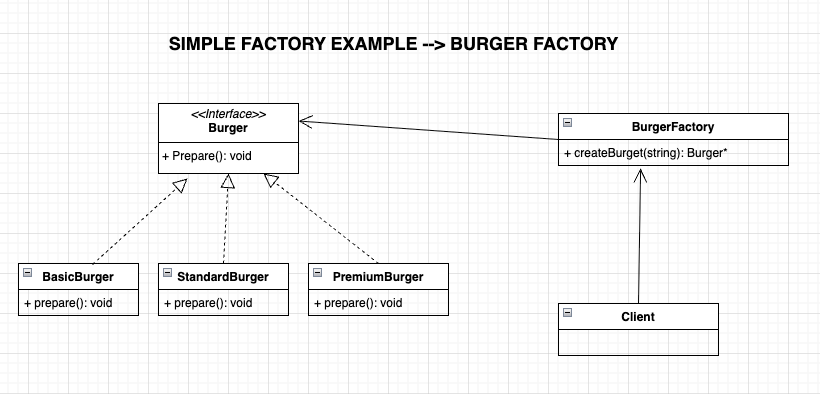 SIMPLE FACTORY EXAMPLE --> BURGER FACTORY
<<Interface>>
Burger
+ Prepare(): void
BurgerFactory
+ createBurget(string): Burger*
BasicBurger
+ prepare(): void
StandardBurger
+ prepare(): void
PremiumBurger
+ prepare(): void
Client